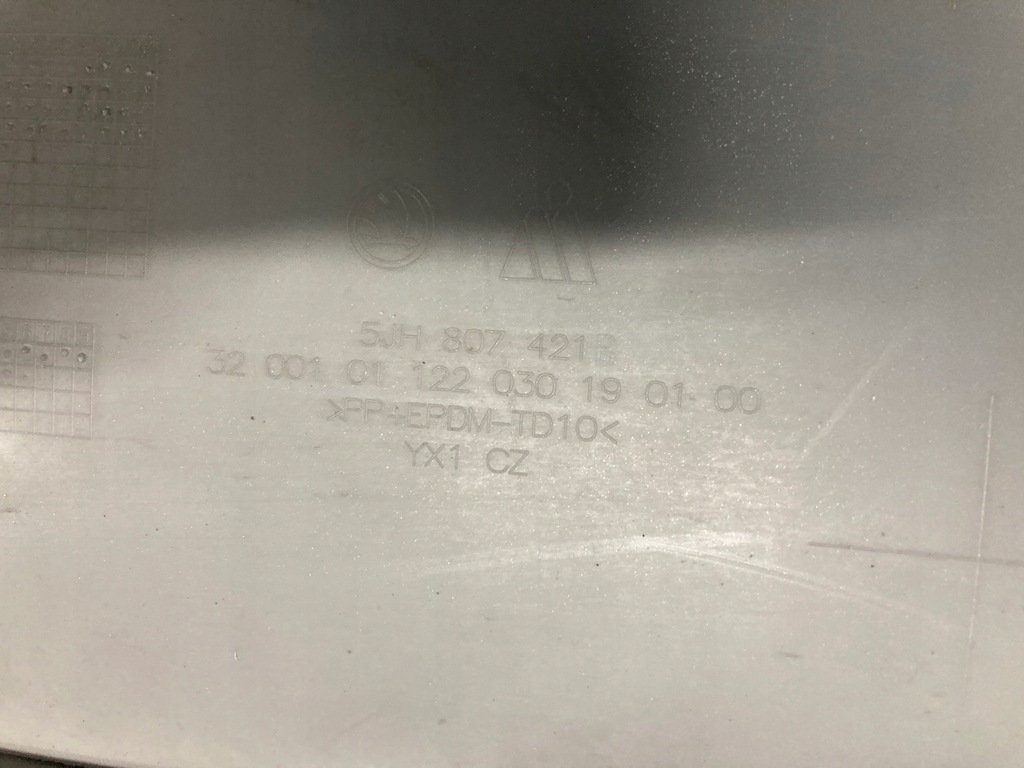 5JH 807 421B
32 001 01 122 030 19 01 00
>PP+EPDM-TD10<
YX1 CZ